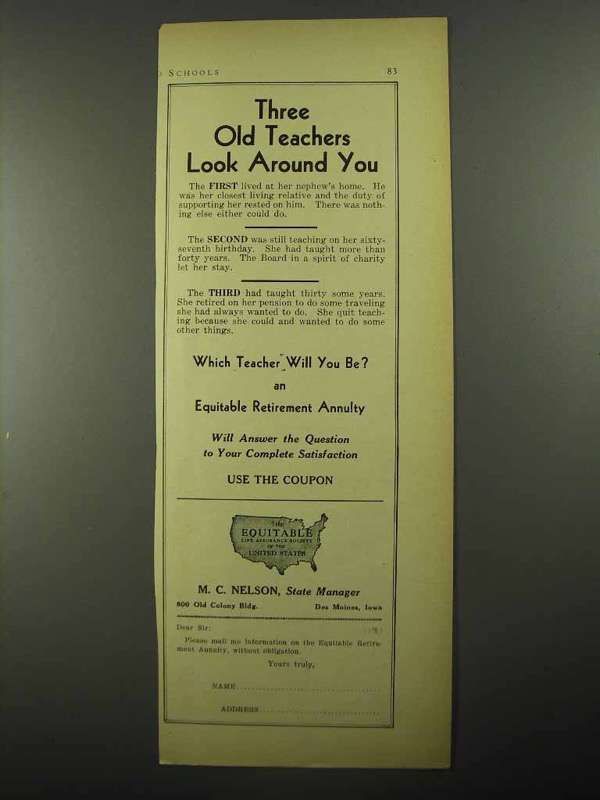 SCHOOLS 83
Three
Old Teachers
Look Around You
The FIRST lived at her nephew's home. He
was her closest living relative and the duty of
supporting her rested on him. There was noth-
ing else either could do.
The SECOND was still teaching on her sixty-
seventh birthday. She had taught more than
forty years. The Board in a spirit of charity
let her stay.
The THIRD had taught thirty some years.
She retired on her pension to do some traveling
she had always wanted to do. She quit teach-
ing because she could and wanted to do some
other things.
Which "Teacher" Will You Be?
an
Equitable Retirement Annuity
Will Answer the Question
to Your Complete Satisfaction
USE THE COUPON
The
EQUITABLE
LIFE ASSURANCE SOCIETY
OF THE
UNITED STATES
M. C. NELSON, State Manager
800 Old Colony Bldg. Des Moines, Iowa
Dear Sir:
Please mail me information on the Equitable Retire-
ment Annuity, without obligation.
Yours truly,
NAME
ADDRESS